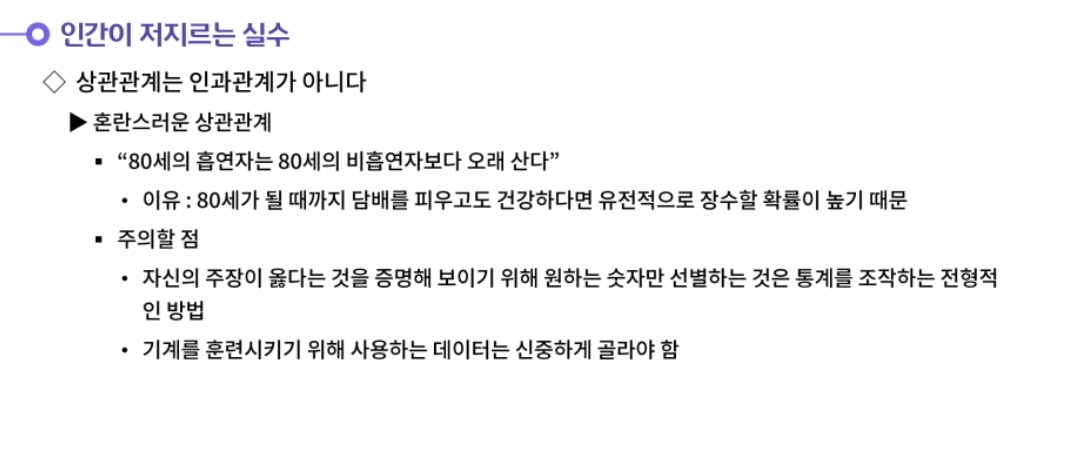 인간이 저지르는 실수
◇ 상관관계는 인과관계가 아니다
▶ 혼란스러운 상관관계
▪ “80세의 흡연자는 80세의 비흡연자보다 오래 산다”
• 이유 : 80세가 될 때까지 담배를 피우고도 건강하다면 유전적으로 장수할 확률이 높기 때문
▪ 주의할 점
• 자신의 주장이 옳다는 것을 증명해 보이기 위해 원하는 숫자만 선별하는 것은 통계를 조작하는 전형적
인 방법
• 기계를 훈련시키기 위해 사용하는 데이터는 신중하게 골라야 함